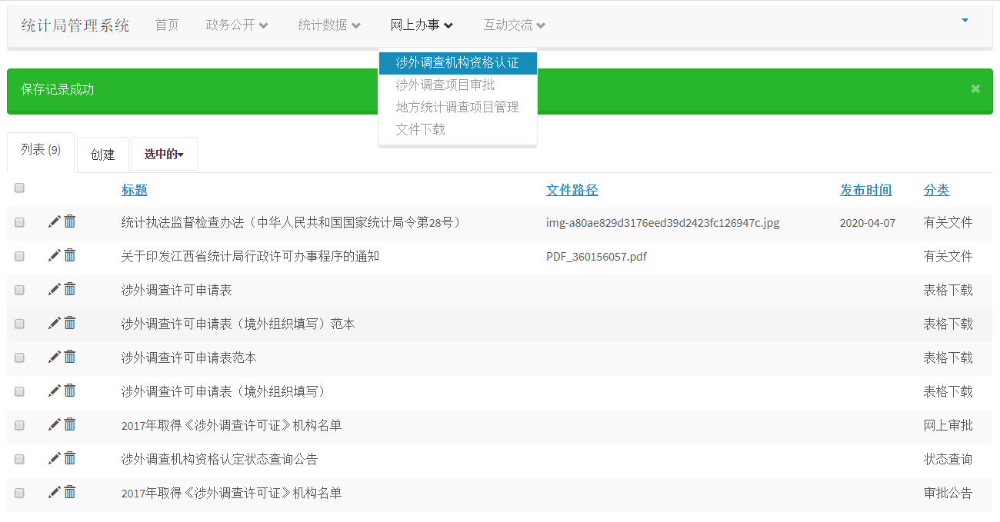 统计局管理系统 首页 政务公开 统计数据 网上办事 互动交流
涉外调查机构资格认证
涉外调查项目审批
地方统计调查项目管理
文件下载
保存记录成功 ×
列表 (9) 创建 选中的
标题 文件路径 发布时间 分类
统计执法监督检查办法（中华人民共和国国家统计局令第28号） img-a80ae829d3176eed39d2423fc126947c.jpg 2020-04-07 有关文件
关于印发江西省统计局行政许可办事程序的通知 PDF_360156057.pdf 有关文件
涉外调查许可申请表 表格下载
涉外调查许可申请表（境外组织填写）范本 表格下载
涉外调查许可申请表范本 表格下载
涉外调查许可申请表（境外组织填写） 表格下载
2017年取得《涉外调查许可证》机构名单 网上审批
涉外调查机构资格认定状态查询公告 状态查询
2017年取得《涉外调查许可证》机构名单 审批公告